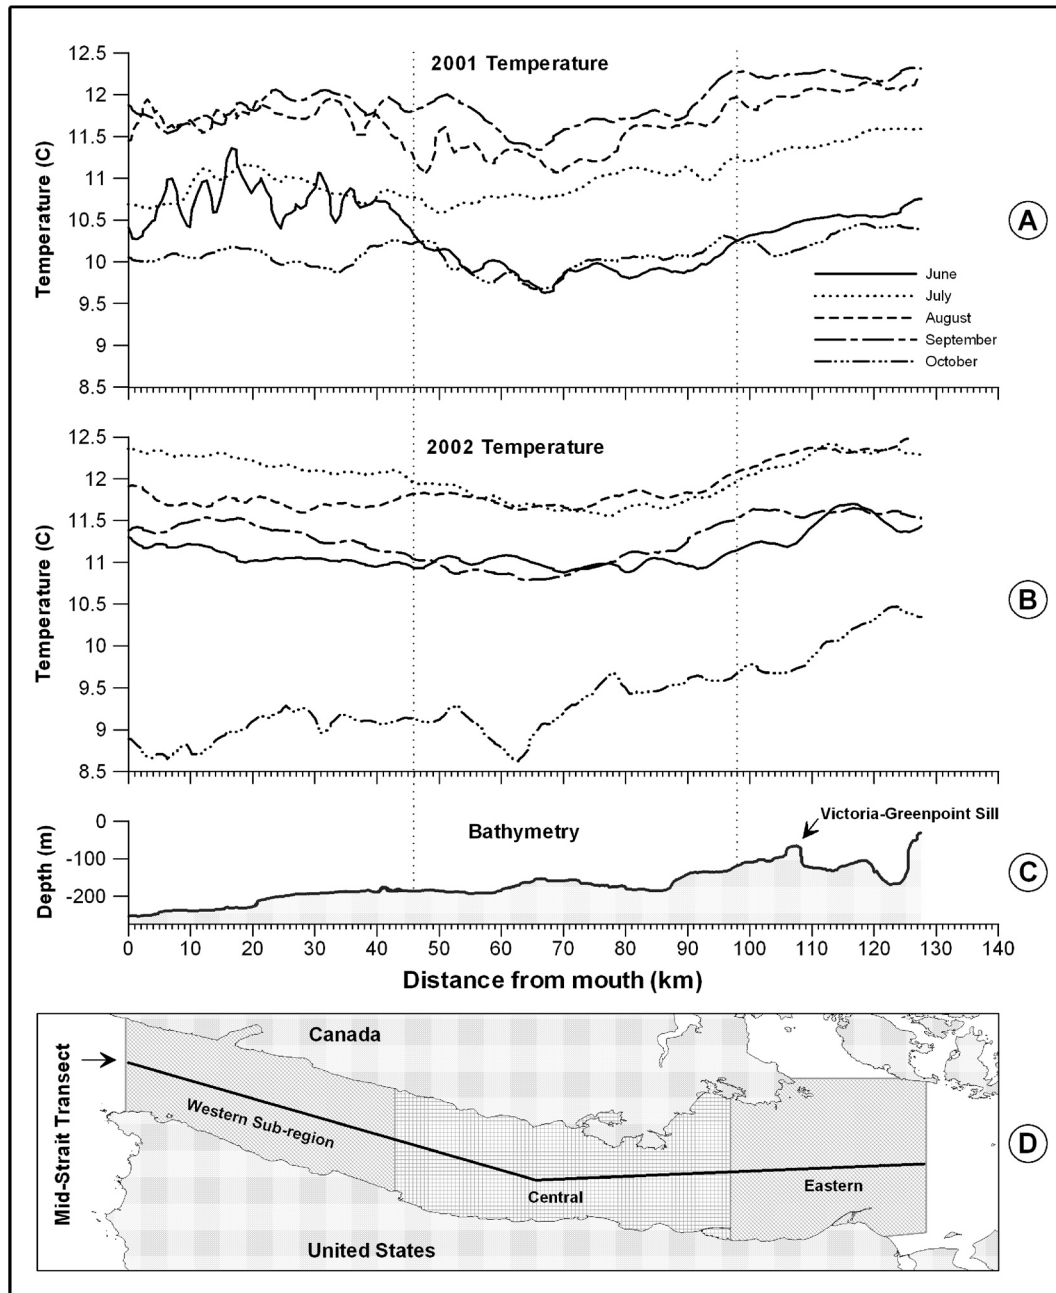 2001 Temperature
Temperature (C)
12.5
12
11.5
11
10.5
10
9.5
9
8.5
June
July
August
September
October
A
2002 Temperature
Temperature (C)
12.5
12
11.5
11
10.5
10
9.5
9
8.5
B
Bathymetry
Victoria-Greenpoint Sill
Depth (m)
0
-100
-200
C
0 10 20 30 40 50 60 70 80 90 100 110 120 130 140
Distance from mouth (km)
Mid-Strait Transect
Canada
Western Sub-region
Central
Eastern
United States
D